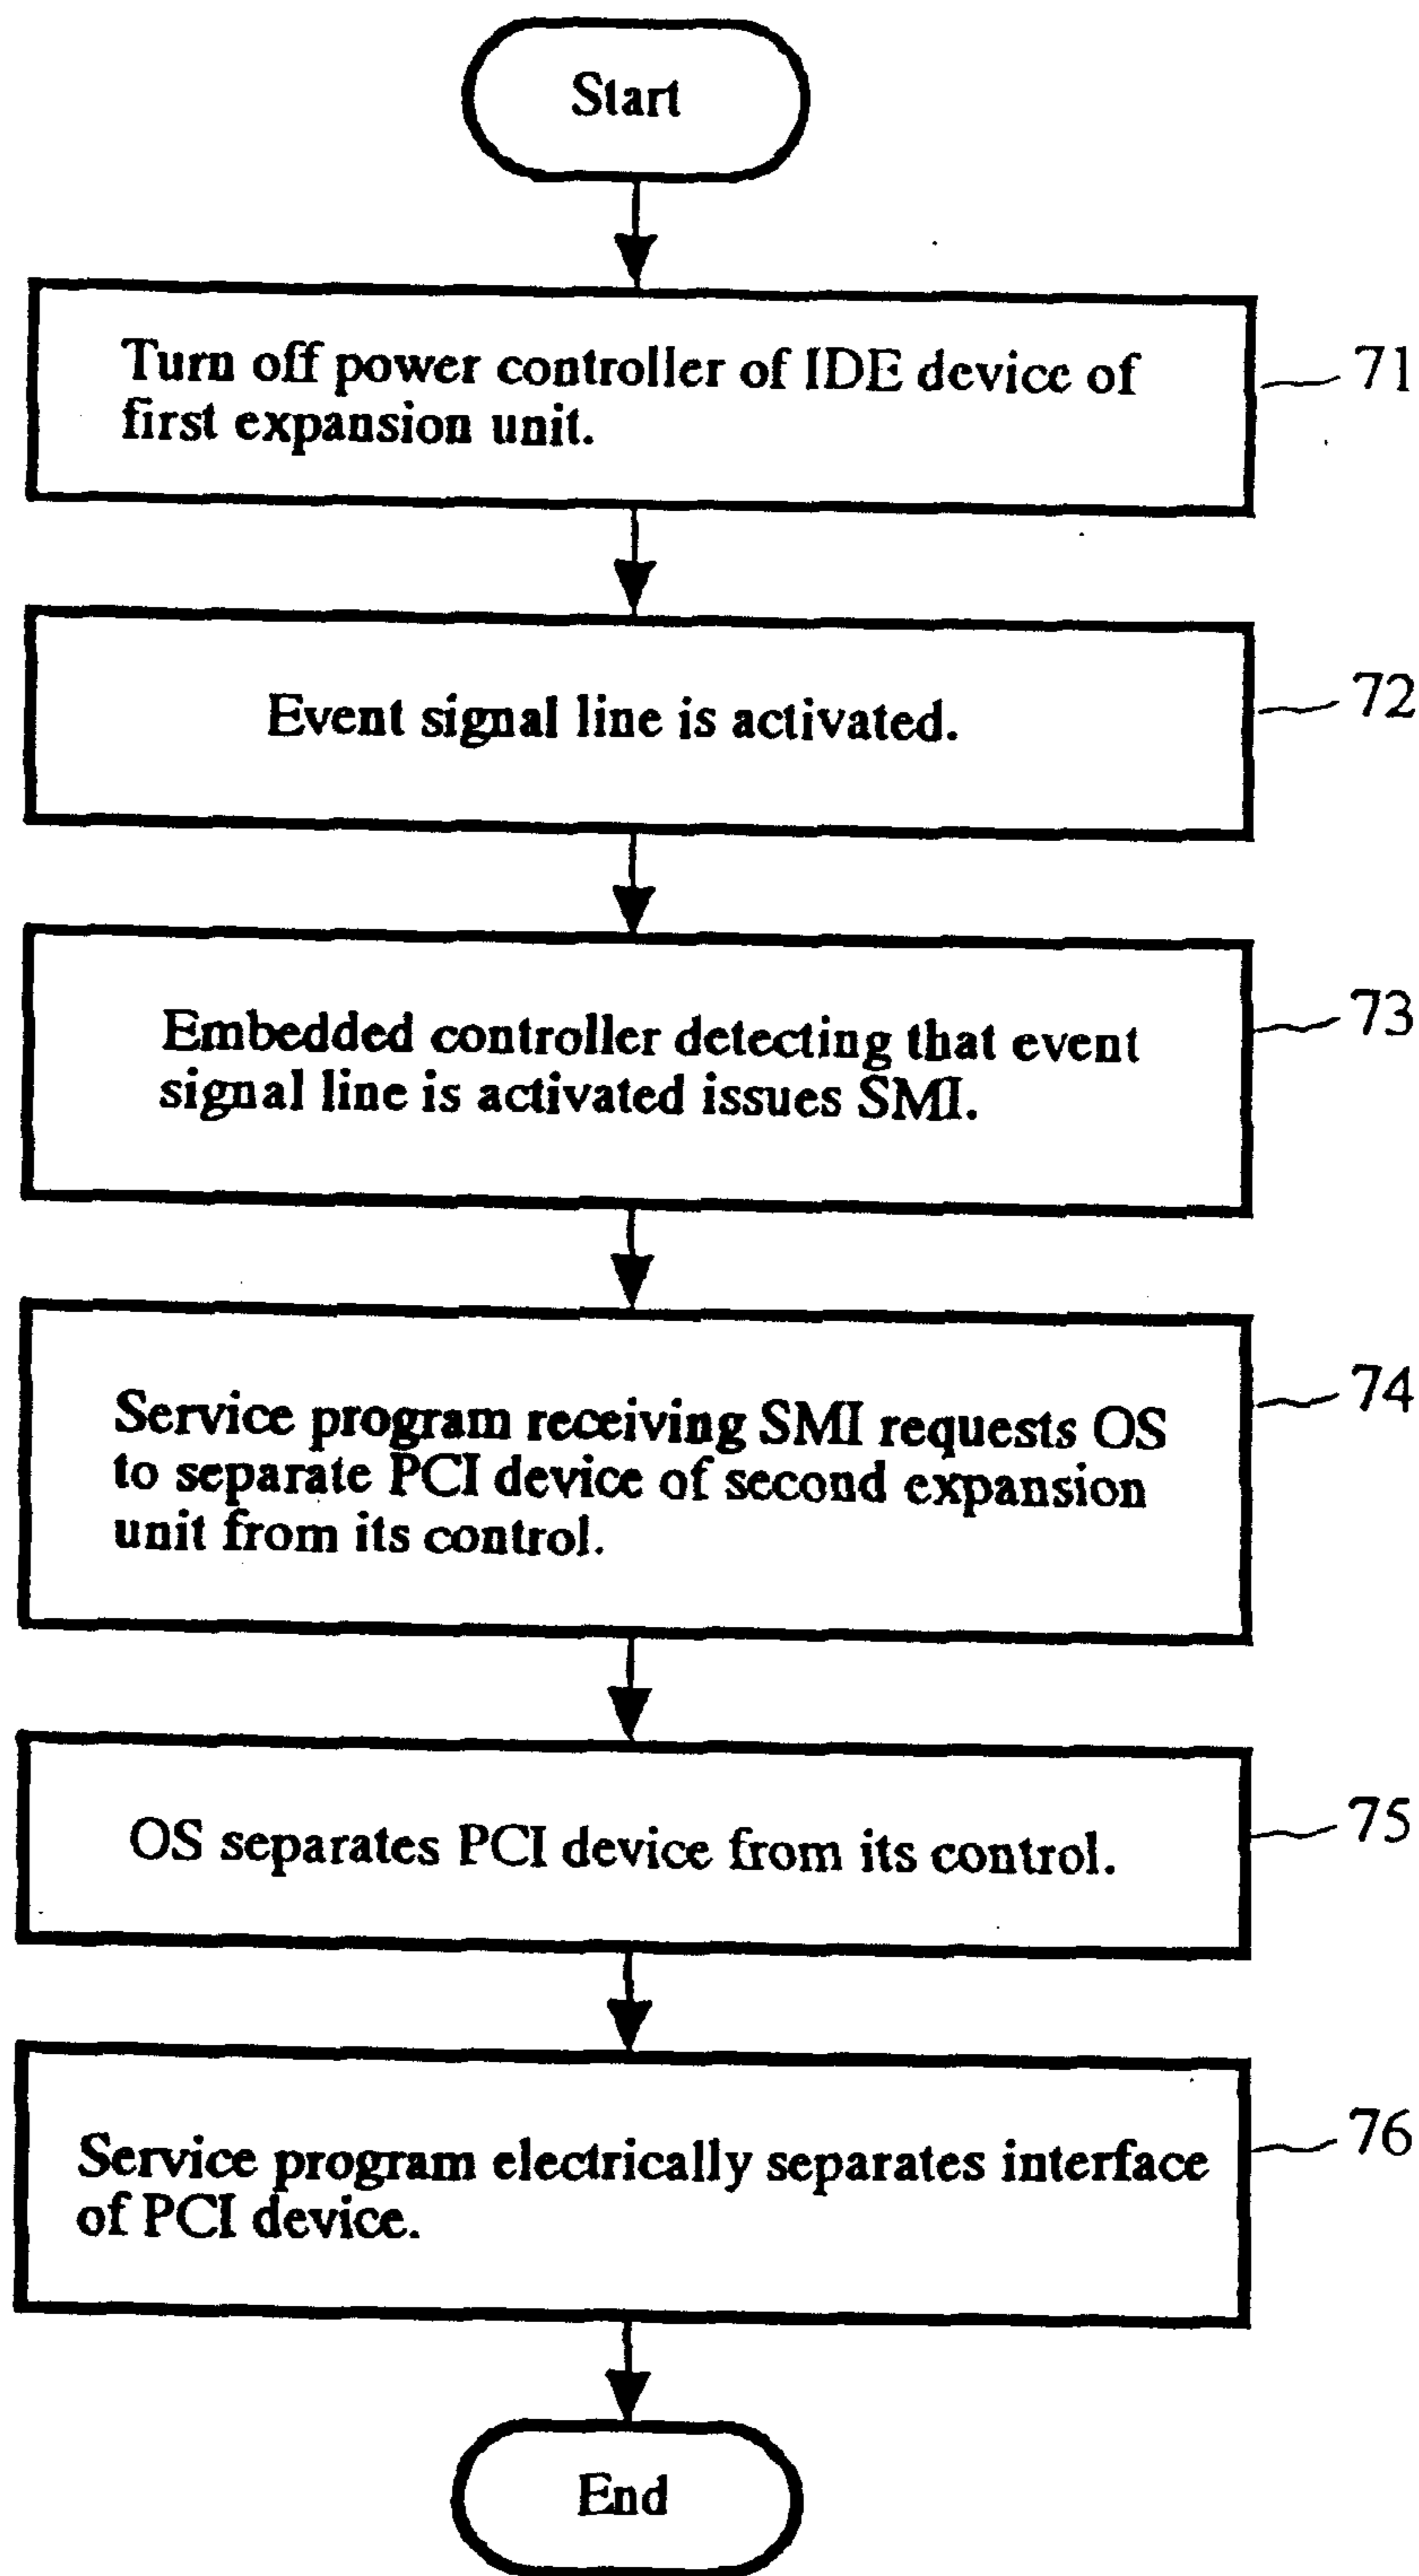 Start
Turn off power controller of IDE device of
first expansion unit.
71
Event signal line is activated.
72
Embedded controller detecting that event
signal line is activated issues SMI.
73
Service program receiving SMI requests OS
to separate PCI device of second expansion
unit from its control.
74
OS separates PCI device from its control.
75
Service program electrically separates interface
of PCI device.
76
End